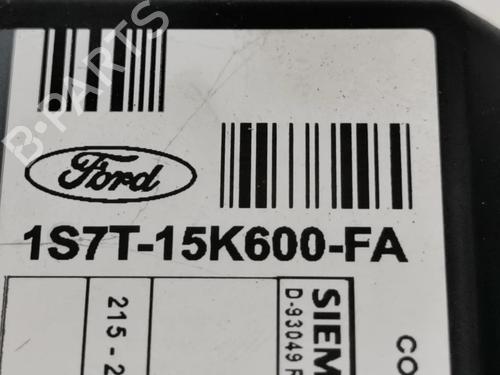 Ford
1S7T-15K600-FA
215-2
SIEM
D-93049 R
CO
B-PARTS